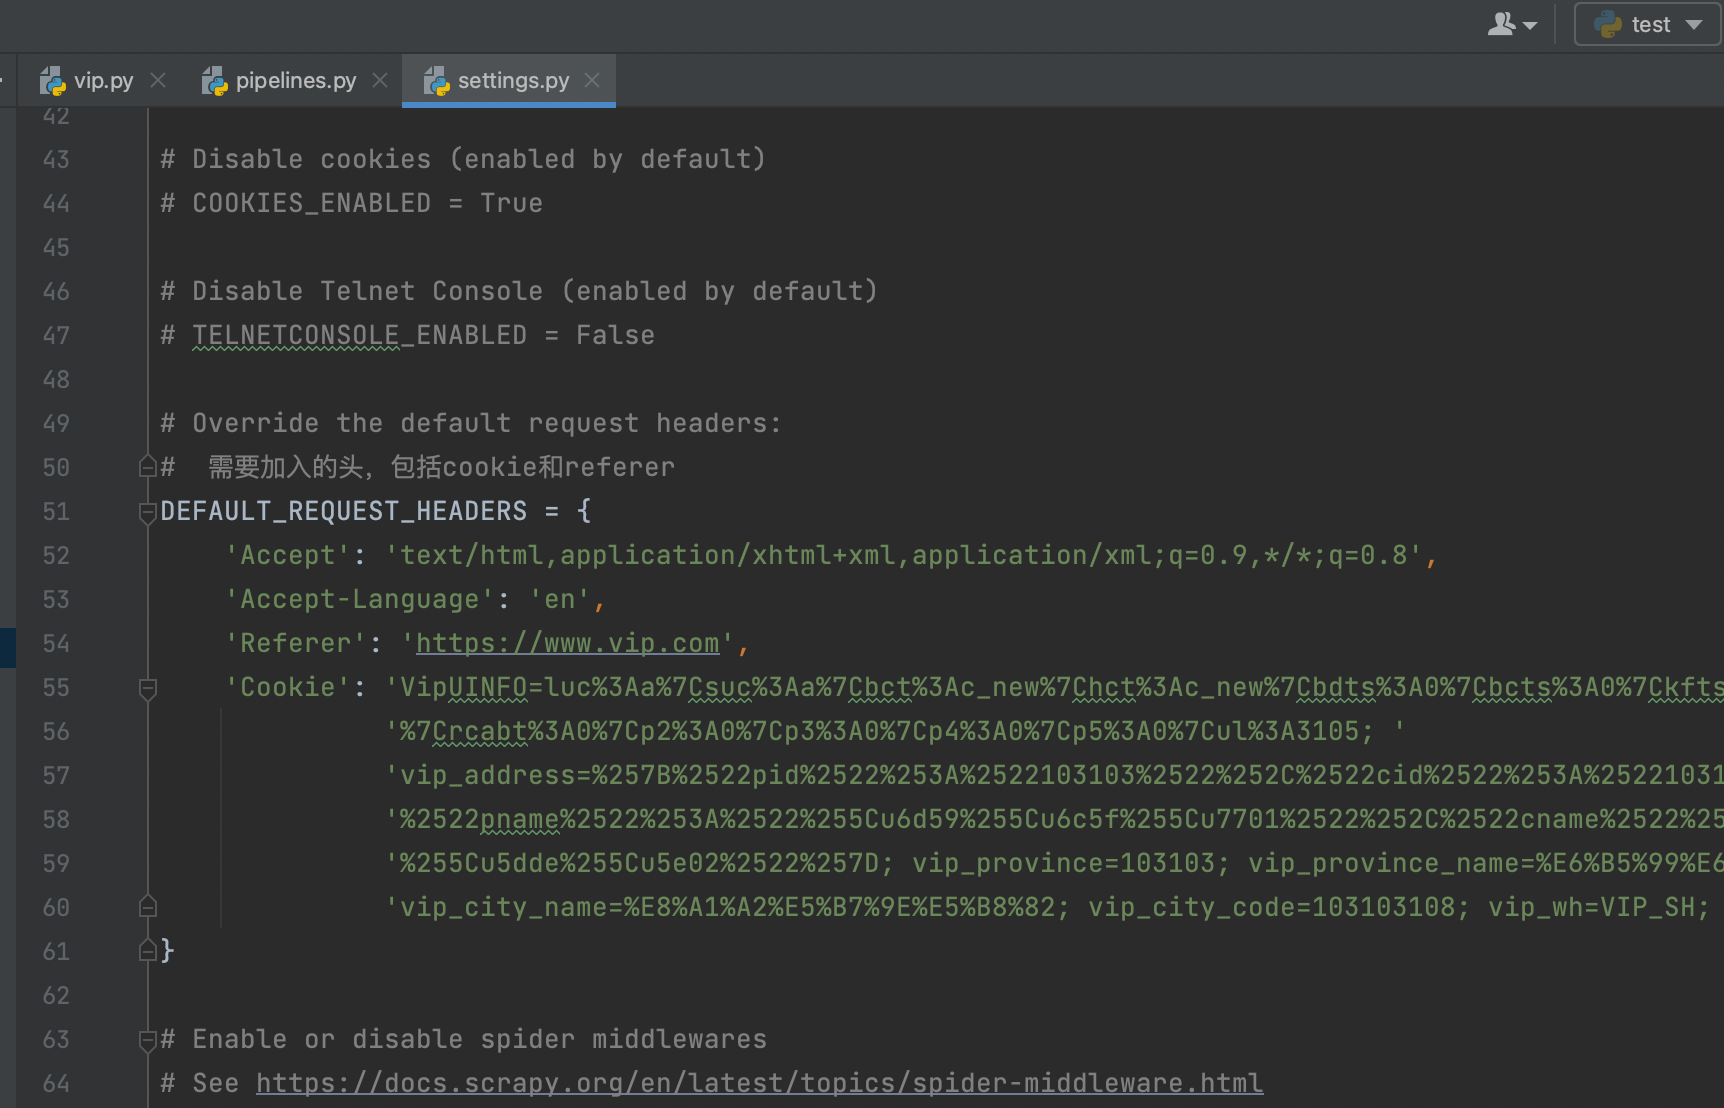 test
vip.py
pipelines.py
settings.py
42
43 # Disable cookies (enabled by default)
44 # COOKIES_ENABLED = True
45
46 # Disable Telnet Console (enabled by default)
47 # TELNETCONSOLE_ENABLED = False
48
49 # Override the default request headers:
50 #  需要加入的头，包括cookie和referer
51 DEFAULT_REQUEST_HEADERS = {
52 'Accept': 'text/html,application/xhtml+xml,application/xml;q=0.9,*/*;q=0.8',
53 'Accept-Language': 'en',
54 'Referer': 'https://www.vip.com',
55 'Cookie': 'VipUINFO=luc%3Aa%7Csuc%3Aa%7Cbct%3Ac_new%7Chct%3Ac_new%7Cbdts%3A0%7Cbcts%3A0%7Ckfts
56 '%7Crcabt%3A0%7Cp2%3A0%7Cp3%3A0%7Cp4%3A0%7Cp5%3A0%7Cul%3A3105; '
57 'vip_address=%257B%2522pid%2522%253A%2522103103%2522%252C%2522cid%2522%253A%25221031
58 '%2522pname%2522%253A%2522%255Cu6d59%255Cu6c5f%255Cu7701%2522%252C%2522cname%2522%25
59 '%255Cu5dde%255Cu5e02%2522%257D; vip_province=103103; vip_province_name=%E6%B5%99%E6
60 'vip_city_name=%E8%A1%A2%E5%B7%9E%E5%B8%82; vip_city_code=103103108; vip_wh=VIP_SH;
61 }
62
63 # Enable or disable spider middlewares
64 # See https://docs.scrapy.org/en/latest/topics/spider-middleware.html